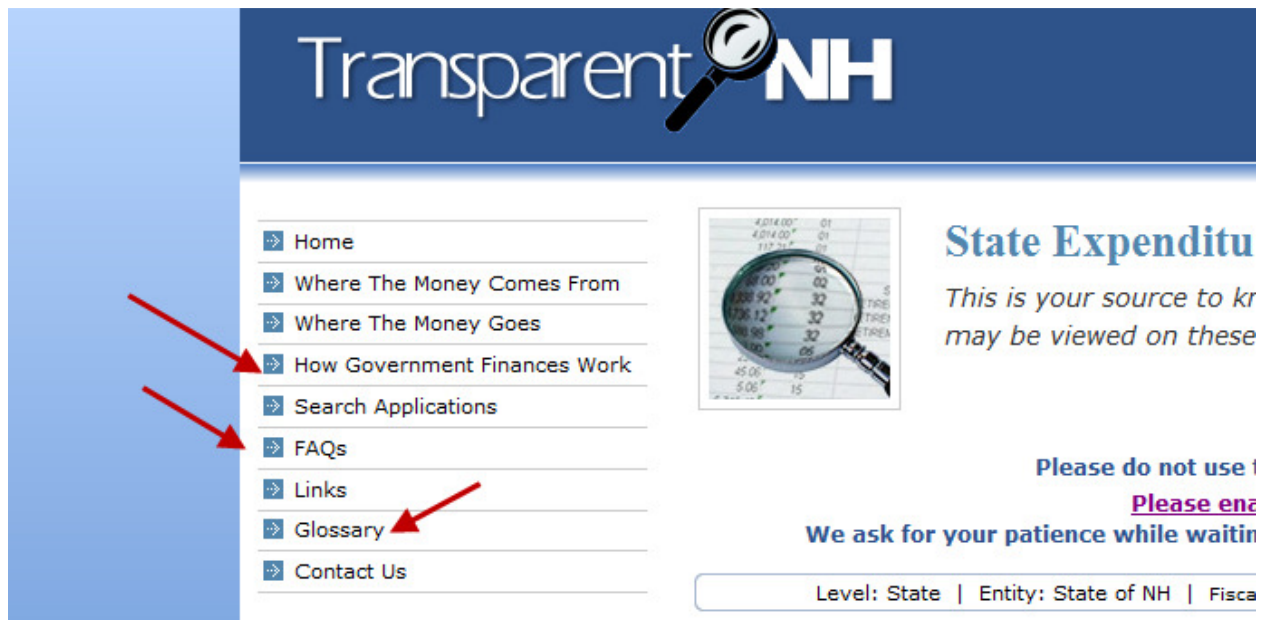 Transparent NH
Home
Where The Money Comes From
Where The Money Goes
How Government Finances Work
Search Applications
FAQs
Links
Glossary
Contact Us
State Expenditu
This is your source to kr
may be viewed on these
Please do not use t
Please ena
We ask for your patience while waitin
Level: State | Entity: State of NH | Fisca